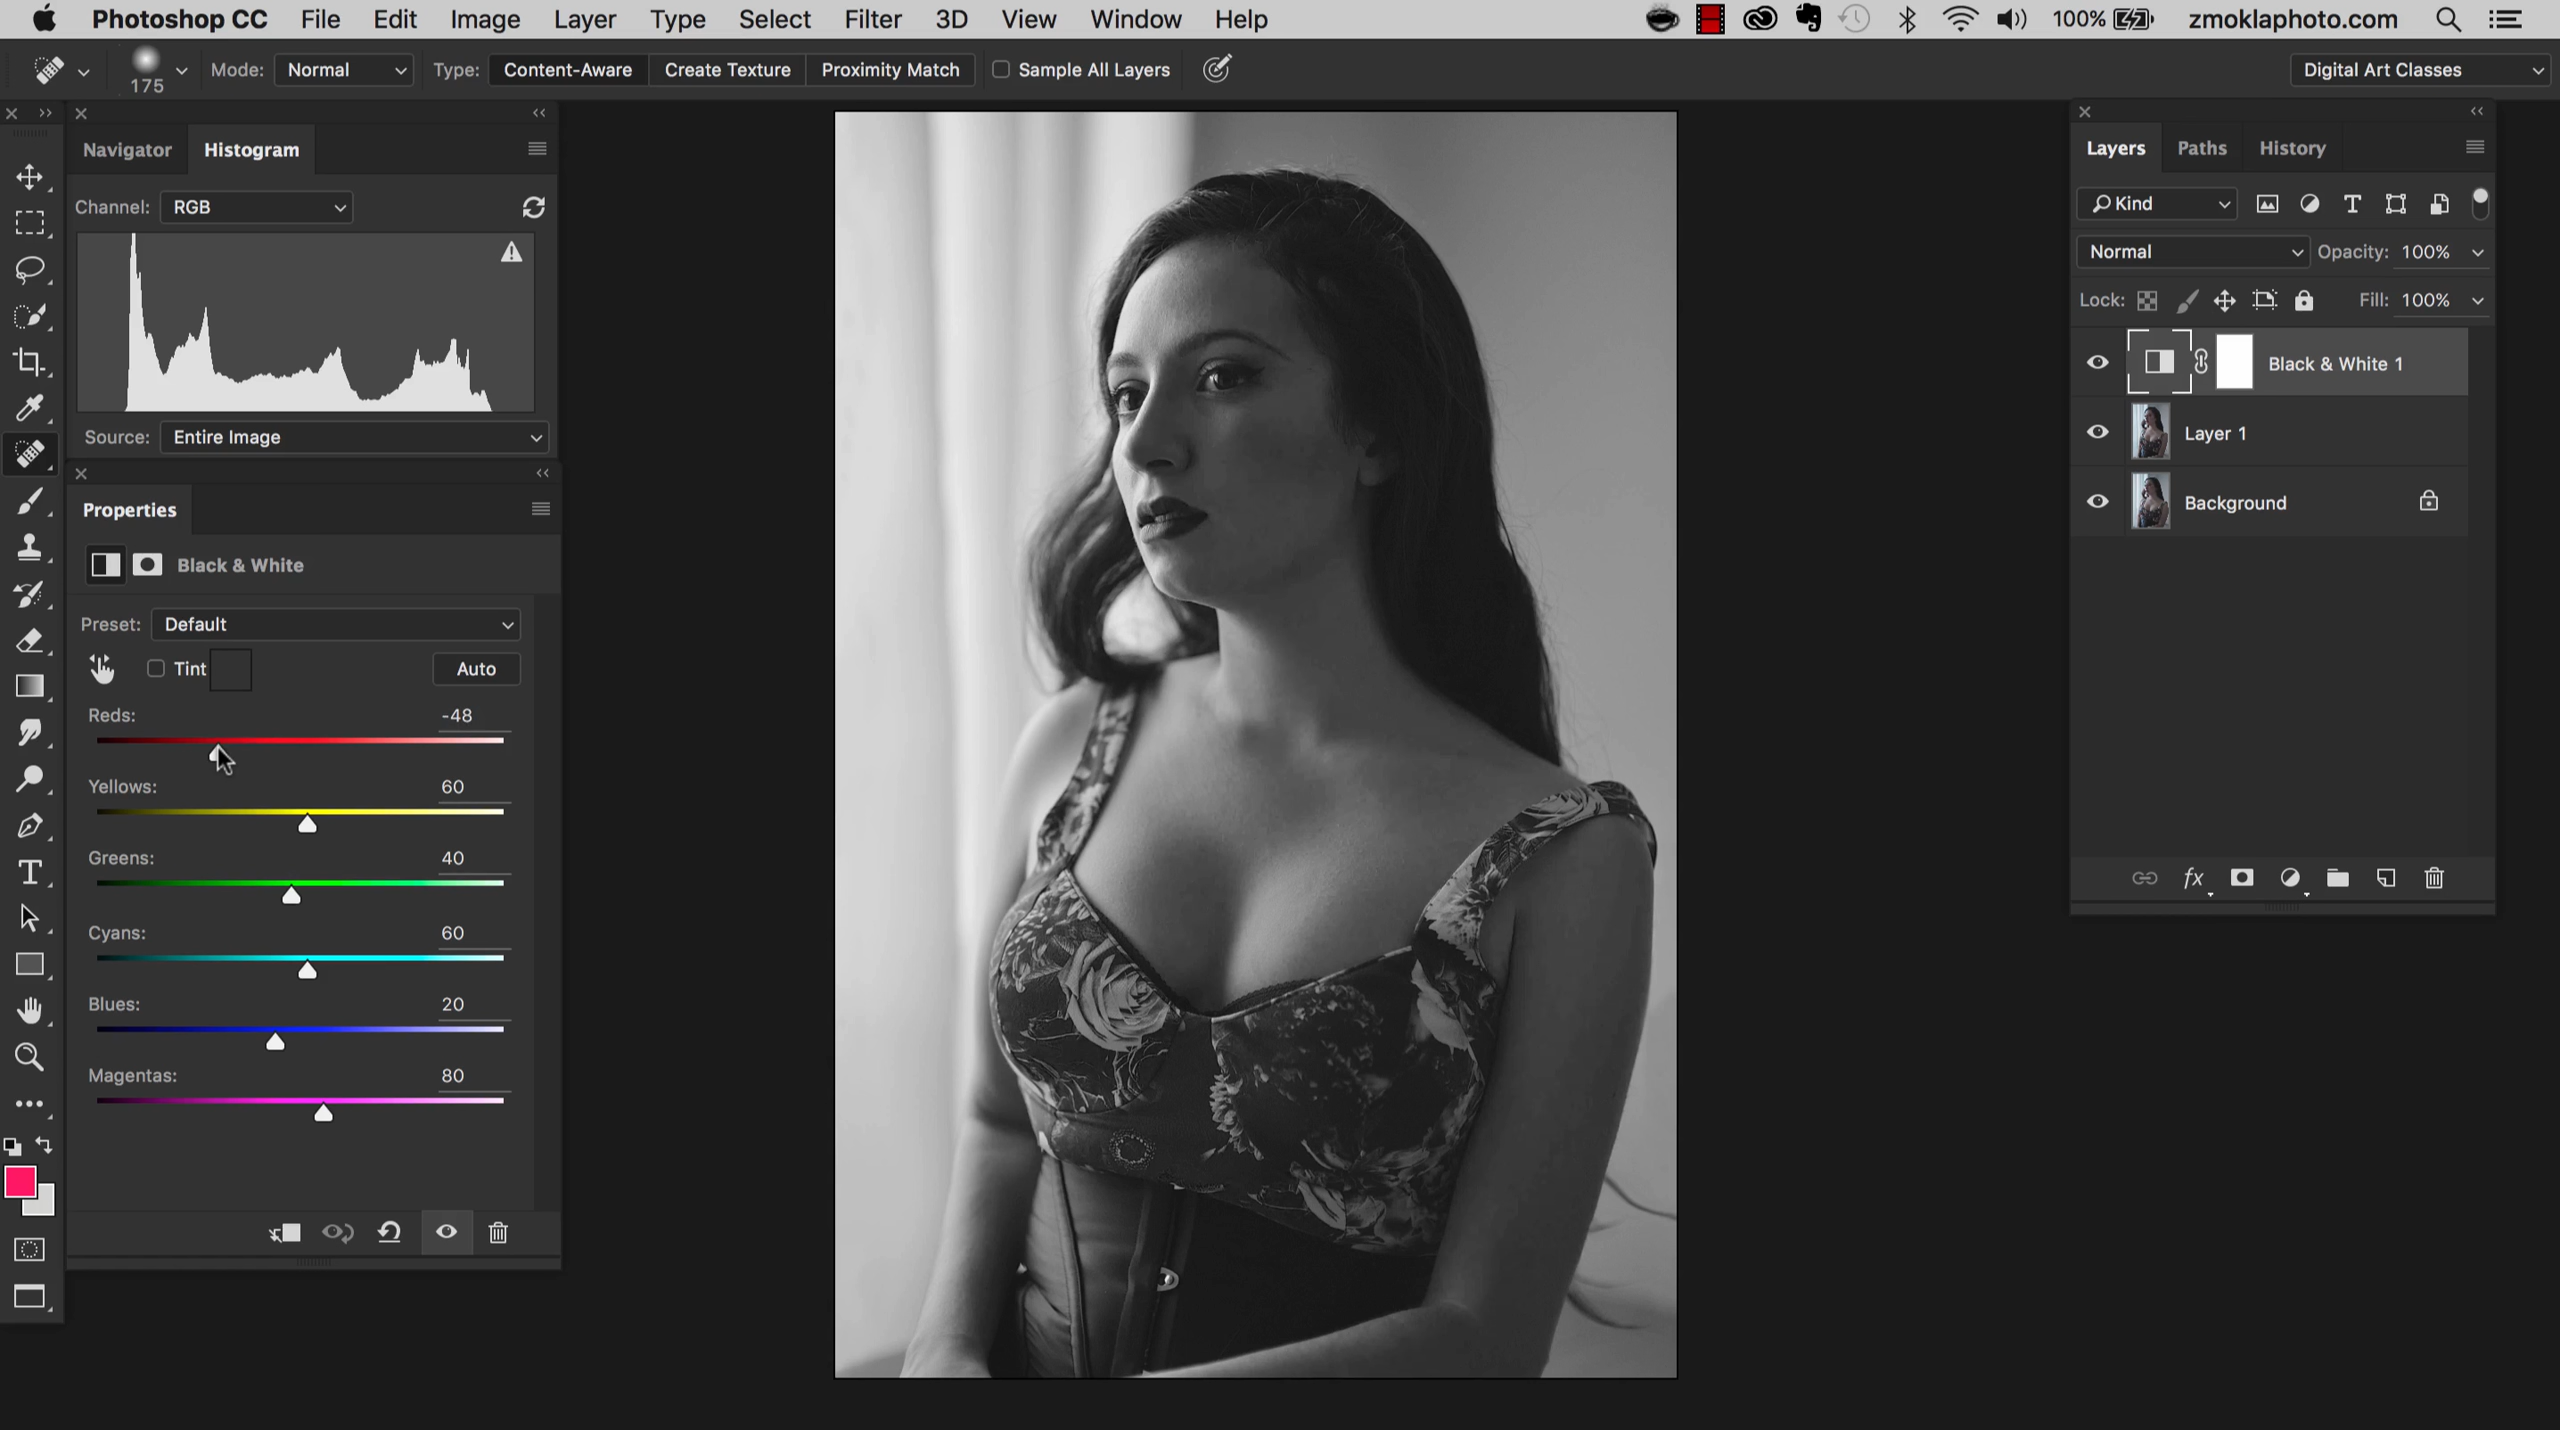 Photoshop CC File Edit Image Layer Type Select Filter 3D View Window Help 100% zmoklaphoto.com
175 Mode: Normal Type: Content-Aware Create Texture Proximity Match Sample All Layers Digital Art Classes
Navigator Histogram
Channel: RGB
Source: Entire Image
Properties
Black & White
Preset: Default
Tint Auto
Reds: -48
Yellows: 60
Greens: 40
Cyans: 60
Blues: 20
Magentas: 80
Layers Paths History
Kind
Normal Opacity: 100%
Lock: Fill: 100%
Black & White 1
Layer 1
Background
fx